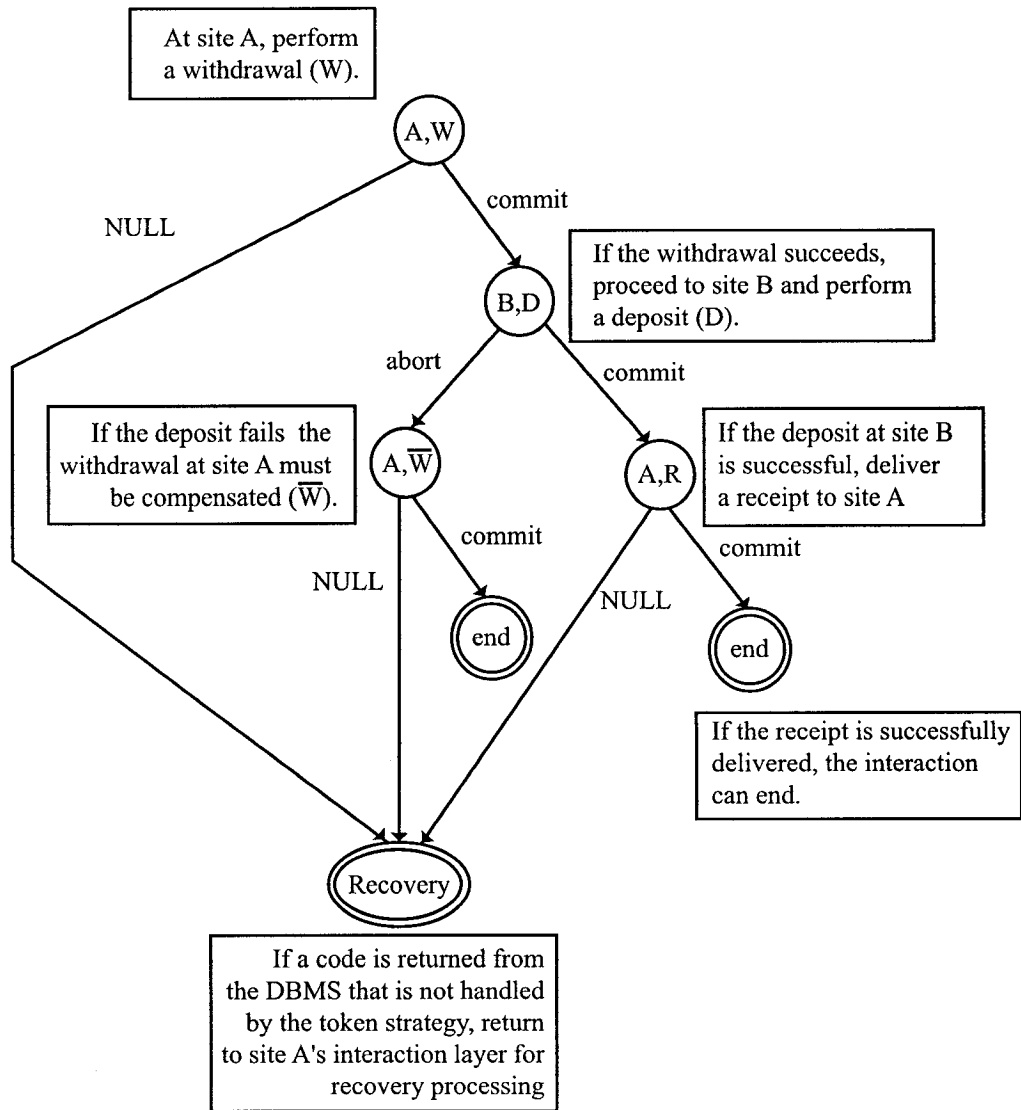 At site A, perform
a withdrawal (W).
A,W
NULL
commit
If the withdrawal succeeds,
proceed to site B and perform
a deposit (D).
B,D
abort
commit
If the deposit fails the
withdrawal at site A must
be compensated (W̅).
A,W̅
A,R
If the deposit at site B
is successful, deliver
a receipt to site A
commit
commit
NULL
NULL
end
end
If the receipt is successfully
delivered, the interaction
can end.
Recovery
If a code is returned from
the DBMS that is not handled
by the token strategy, return
to site A's interaction layer for
recovery processing